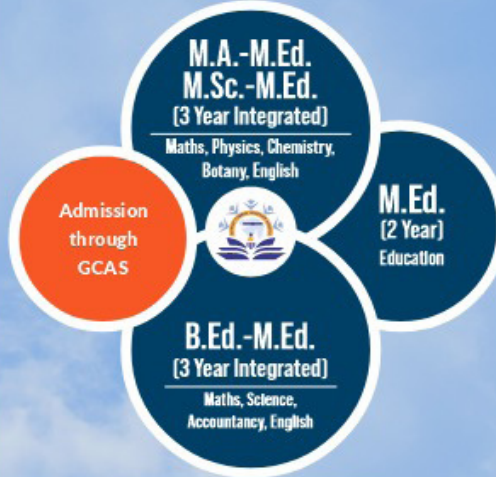 M.A.-M.Ed.
M.Sc.-M.Ed.
(3 Year Integrated)
Maths, Physics, Chemistry,
Botany, English
Admission
through
GCAS
M.Ed.
(2 Year)
Education
B.Ed.-M.Ed.
(3 Year Integrated)
Maths, Science,
Accountancy, English